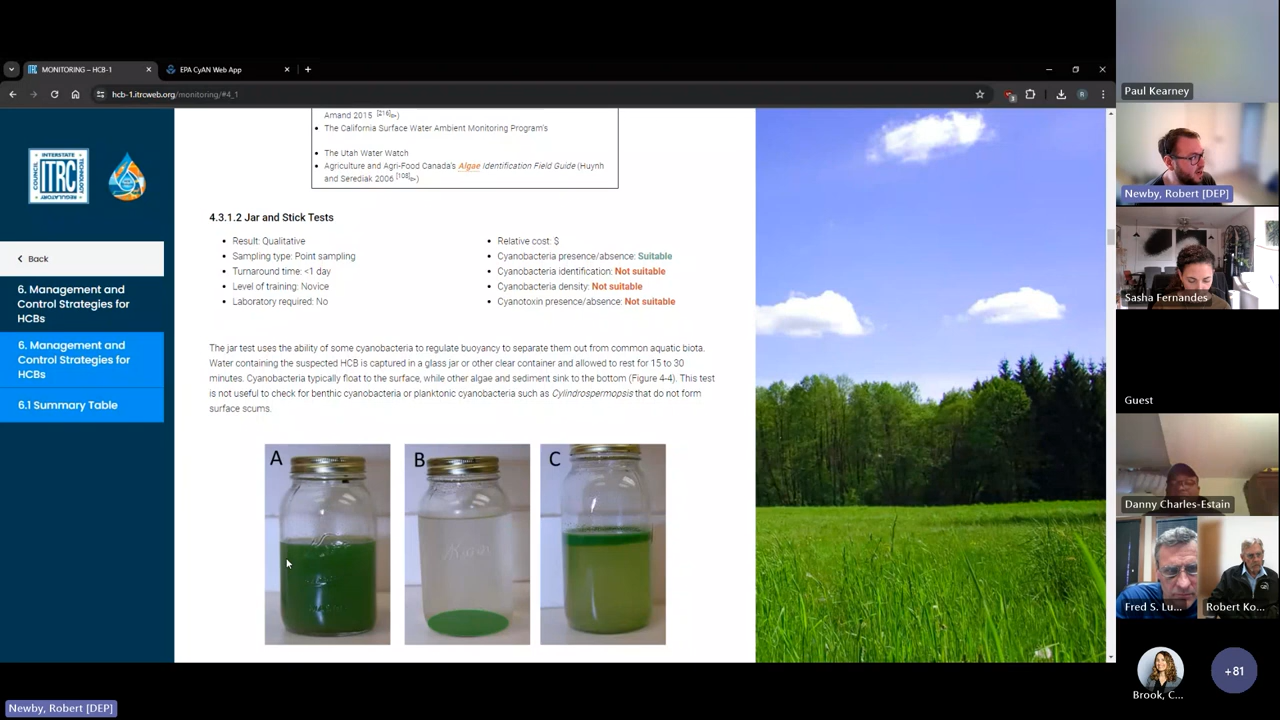 MONITORING – HCB-1
EPA CyAN Web App
hcb-1.itrcweb.org/monitoring/#4_1
INTERSTATE
COUNCIL
ITRC
TECHNOLOGY
REGULATORY
Back
6. Management and
Control Strategies for
HCBs
6. Management and
Control Strategies for
HCBs
6.1 Summary Table
Amand 2015 [216])
• The California Surface Water Ambient Monitoring Program's
• The Utah Water Watch
• Agriculture and Agri-Food Canada's Algae Identification Field Guide (Huynh
and Serediak 2006 [108])
4.3.1.2 Jar and Stick Tests
• Result: Qualitative
• Sampling type: Point sampling
• Turnaround time: <1 day
• Level of training: Novice
• Laboratory required: No
• Relative cost: $
• Cyanobacteria presence/absence: Suitable
• Cyanobacteria identification: Not suitable
• Cyanobacteria density: Not suitable
• Cyanotoxin presence/absence: Not suitable
The jar test uses the ability of some cyanobacteria to regulate buoyancy to separate them out from common aquatic biota.
Water containing the suspected HCB is captured in a glass jar or other clear container and allowed to rest for 15 to 30
minutes. Cyanobacteria typically float to the surface, while other algae and sediment sink to the bottom (Figure 4-4). This test
is not useful to check for benthic cyanobacteria or planktonic cyanobacteria such as Cylindrospermopsis that do not form
surface scums.
A
B
C
Paul Kearney
Newby, Robert [DEP]
Sasha Fernandes
Guest
Danny Charles-Estain
Fred S. Lu...
Robert Ko...
Brook, C...
+81
Newby, Robert [DEP]